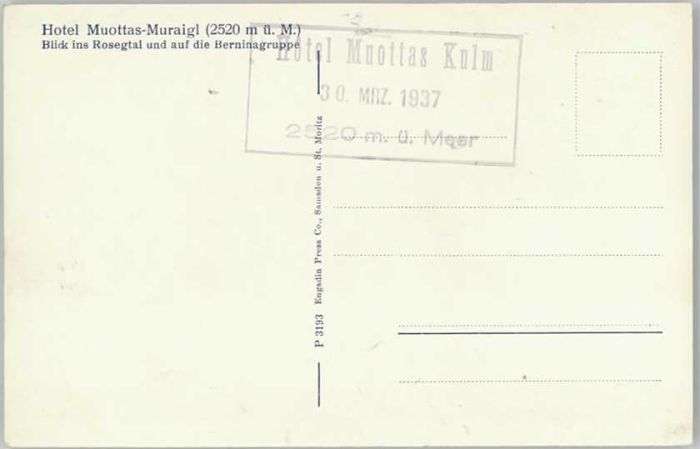 Hotel Muottas-Muraigl (2520 m ü. M.)
Blick ins Rosegtal und auf die Berninagruppe
Hotel Muottas Kulm
30. MRZ. 1937
2520 m. ü. Meer
P 3193 Engadin Press Co., Samaden u. St. Moritz